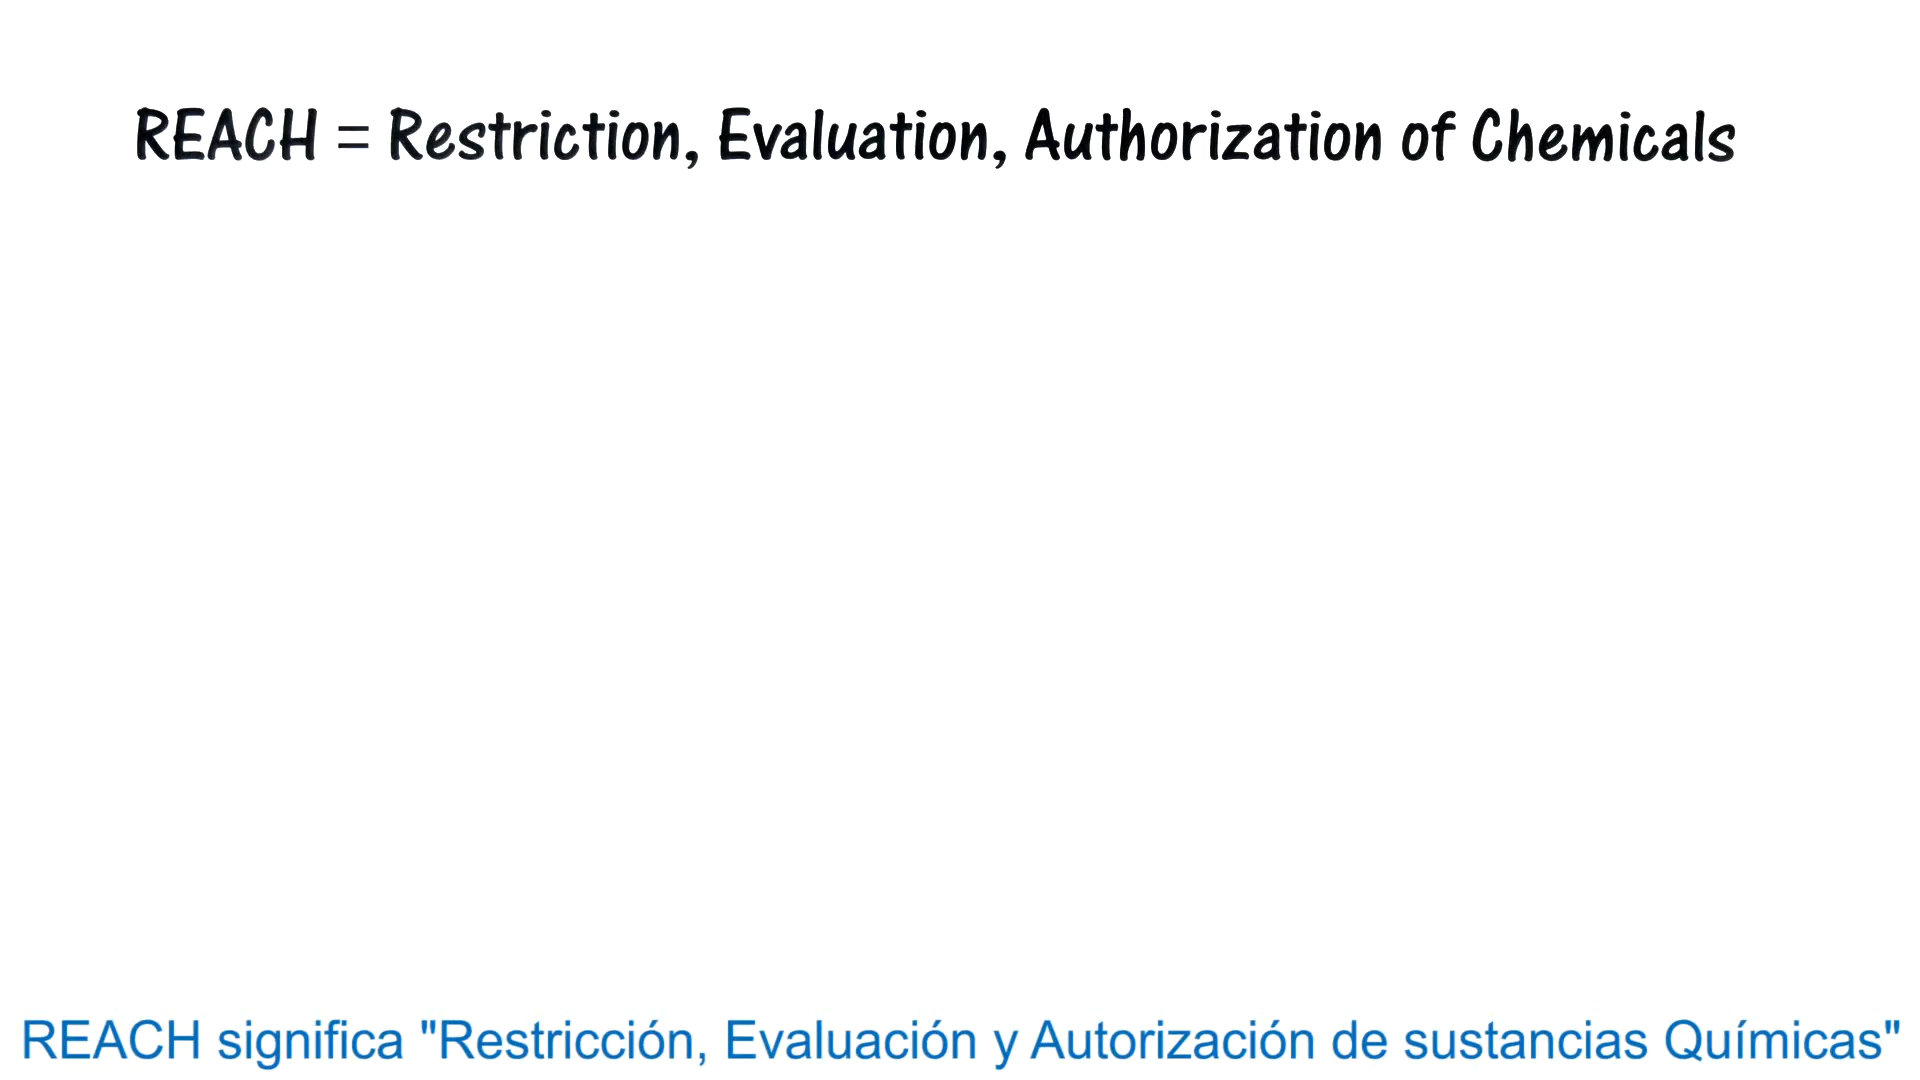 REACH = Restriction, Evaluation, Authorization of Chemicals
REACH significa "Restricción, Evaluación y Autorización de sustancias Químicas"